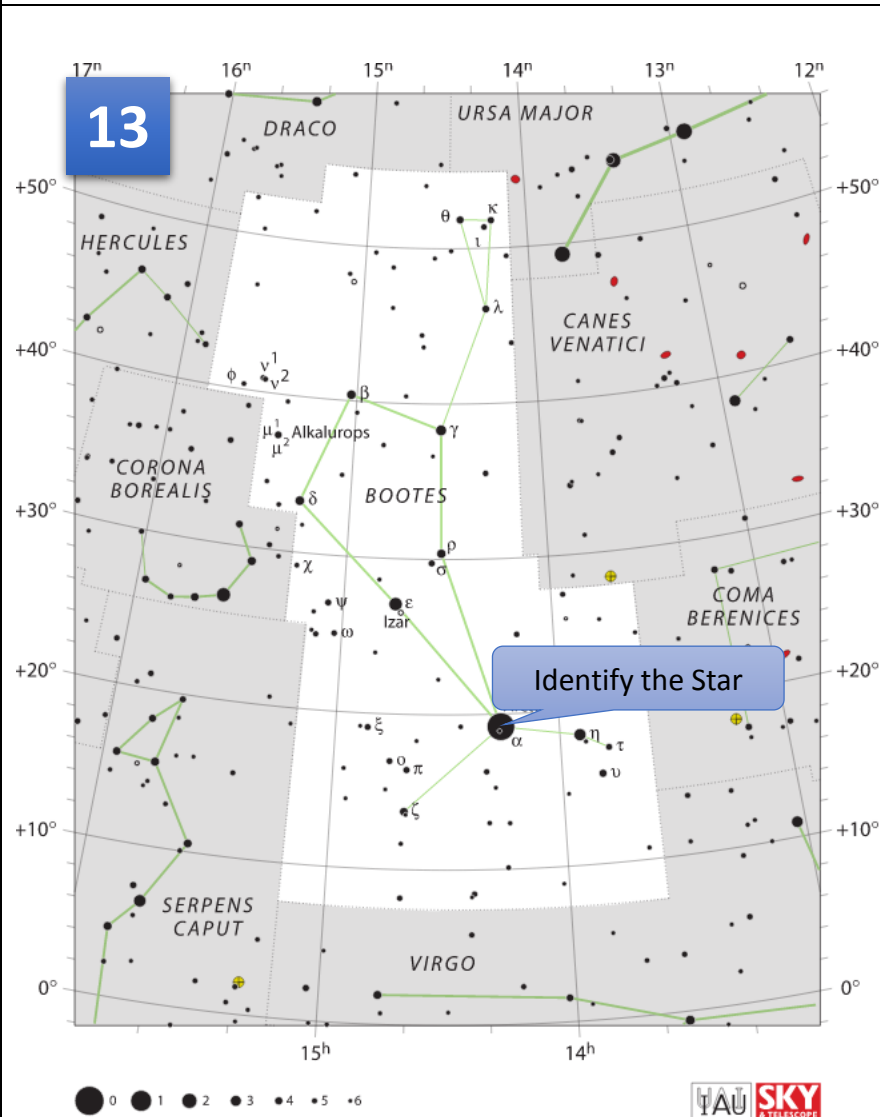 17h 16h 15h 14h 13h 12h
13
DRACO
URSA MAJOR
+50° +50°
θ κ
ι
HERCULES
λ
CANES
VENATICI
+40° +40°
ϕ ν1 ν2
β
μ1 Alkalurops
μ2
γ
CORONA
BOREALIS
BOOTES
δ
+30° +30°
ρ
σ
χ
COMA
BERENICES
ψ
ε
Izar
ω
+20° +20°
Identify the Star
ξ
α
η
τ
ο
π
υ
ζ
+10° +10°
SERPENS
CAPUT
VIRGO
0° 0°
15h 14h
0 1 2 3 4 5 6
IAU SKY
& TELESCOPE